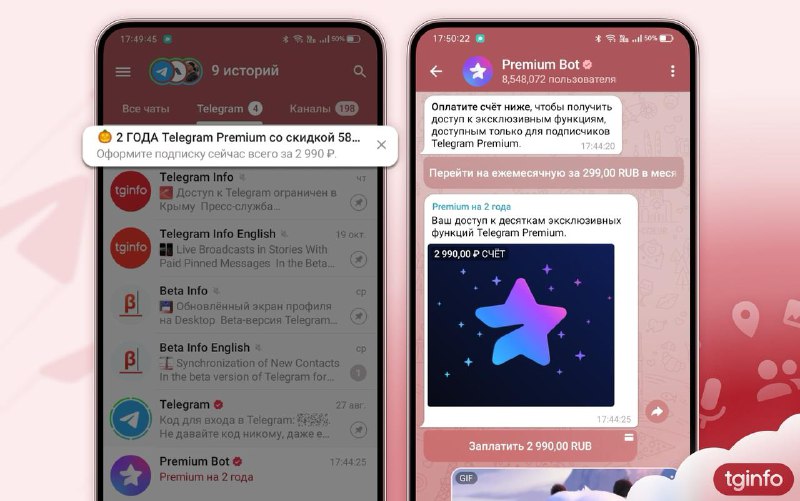 17:49:45
50%
9 историй
Все чаты Telegram 4 Каналы 198
2 ГОДА Telegram Premium со скидкой 58...
Оформите подписку сейчас всего за 2 990 ₽.
tginfo
Telegram Info
чт
Доступ к Telegram ограничен в
Крыму Пресс-служба...
tginfo
Telegram Info English
19 окт.
Live Broadcasts in Stories With
Paid Pinned Messages In the Beta...
β
Beta Info
ср
Обновлённый экран профиля
на Desktop Beta-версия Telegram...
β
Beta Info English
ср
Synchronization of New Contacts
In the beta version of Telegram for...
1
Telegram
27 авг.
Код для входа в Telegram:
Не давайте код никому, даже е...
Premium Bot
17:44:25
Premium на 2 года
17:50:22
50%
Premium Bot
8,548,072 пользователя
Оплатите счёт ниже, чтобы получить
доступ к эксклюзивным функциям,
доступным только для подписчиков
Telegram Premium.
17:44:20
Перейти на ежемесячную за 299,00 RUB в меся
Premium на 2 года
Ваш доступ к десяткам эксклюзивных
функций Telegram Premium.
2 990,00 ₽ СЧЁТ
17:44:25
Заплатить 2 990,00 RUB
GIF
tginfo